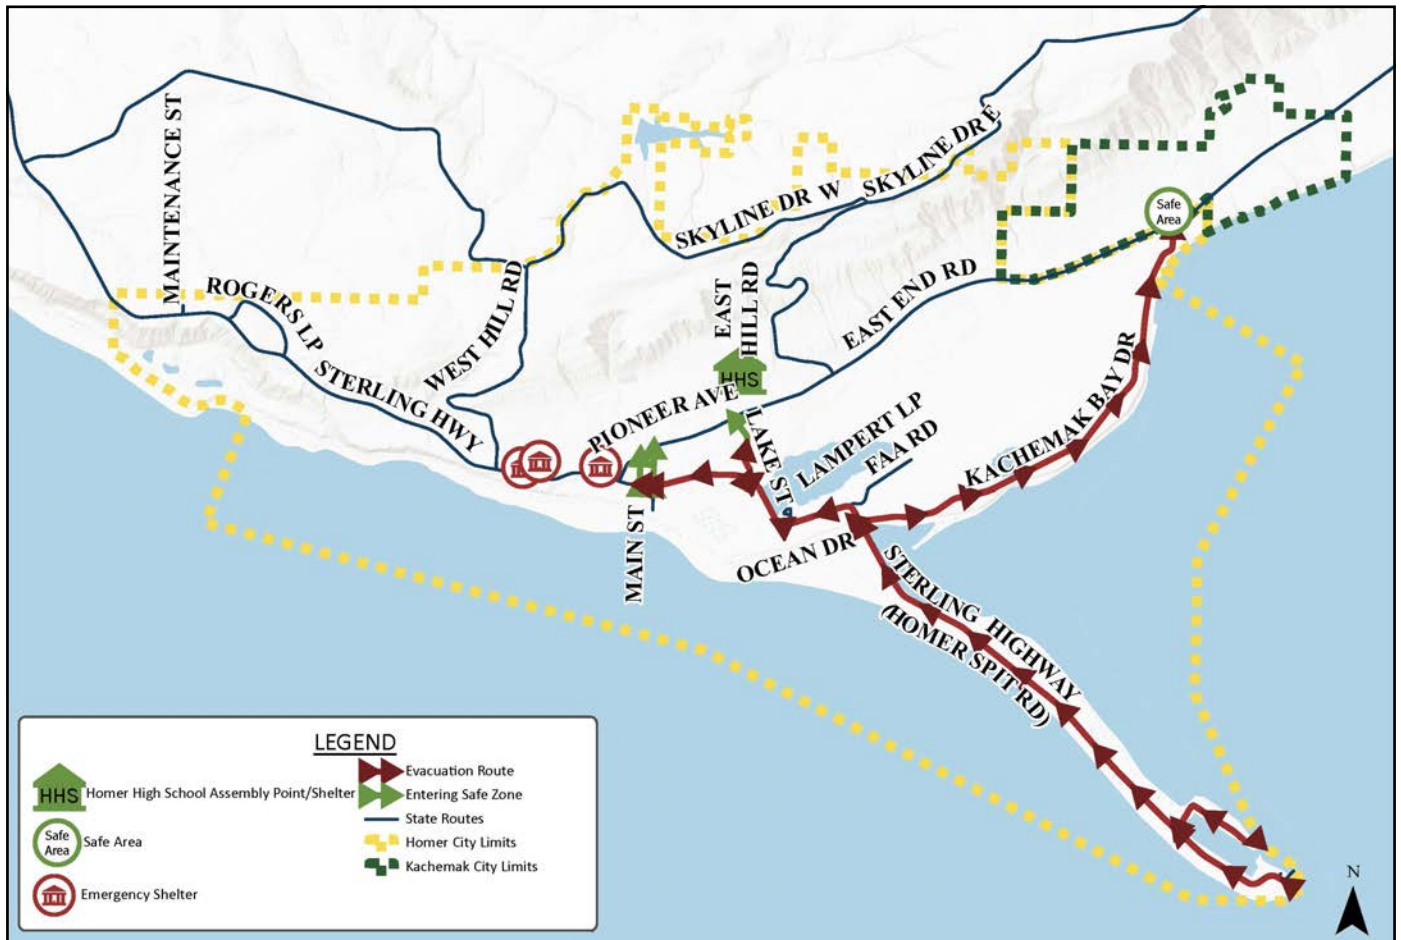 MAINTENANCE ST
ROGERS LP
STERLING HWY
WEST HILL RD
SKYLINE DR W
SKYLINE DR E
EAST
HILL RD
EAST END RD
Safe
Area
HHS
PIONEER AVE
LAKE ST
LAMPERT LP
FAA RD
KACHEMAK BAY DR
MAIN ST
OCEAN DR
STERLING HIGHWAY
(HOMER SPIT RD)
LEGEND
HHS Homer High School Assembly Point/Shelter
Safe
Area
Safe Area
Emergency Shelter
Evacuation Route
Entering Safe Zone
State Routes
Homer City Limits
Kachemak City Limits
N